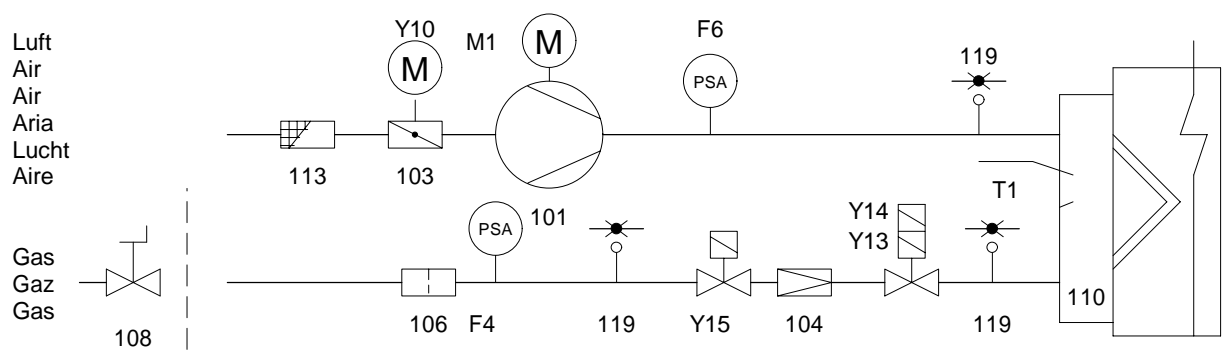 Luft
Air
Air
Aria
Lucht
Aire
Y10
M
M1
M
F6
PSA
119
113
103
101
T1
Gas
Gaz
Gas
108
PSA
106
F4
119
Y15
104
Y14
Y13
119
110